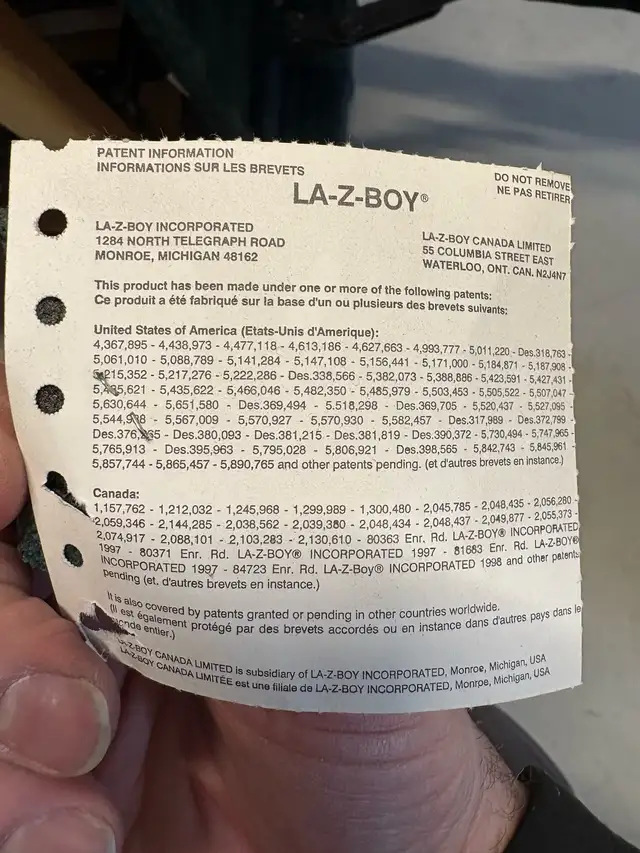 PATENT INFORMATION
INFORMATIONS SUR LES BREVETS
DO NOT REMOVE
NE PAS RETIRER
LA-Z-BOY®
LA-Z-BOY INCORPORATED
1284 NORTH TELEGRAPH ROAD
MONROE, MICHIGAN 48162
LA-Z-BOY CANADA LIMITED
55 COLUMBIA STREET EAST
WATERLOO, ONT. CAN. N2J4N7
This product has been made under one or more of the following patents:
Ce produit a été fabriqué sur la base d'un ou plusieurs des brevets suivants:
United States of America (Etats-Unis d'Amerique):
4,367,895 - 4,438,973 - 4,477,118 - 4,613,186 - 4,627,663 - 4,993,777 - 5,011,220 - Des.318,763 -
5,061,010 - 5,088,789 - 5,141,284 - 5,147,108 - 5,156,441 - 5,171,000 - 5,184,871 - 5,187,908 -
5,215,352 - 5,217,276 - 5,222,286 - Des.338,566 - 5,382,073 - 5,388,886 - 5,423,591 - 5,427,431 -
5,435,621 - 5,435,622 - 5,466,046 - 5,482,350 - 5,485,979 - 5,503,453 - 5,505,522 - 5,507,047 -
5,630,644 - 5,651,580 - Des.369,494 - 5,518,298 - Des.369,705 - 5,520,437 - 5,527,095 -
5,544,938 - 5,567,009 - 5,570,927 - 5,570,930 - 5,582,457 - Des.317,989 - Des.372,799 -
Des.376,265 - Des.380,093 - Des.381,215 - Des.381,819 - Des.390,372 - 5,730,494 - 5,747,965 -
5,765,913 - Des.395,963 - 5,795,028 - 5,806,921 - Des.398,565 - 5,842,743 - 5,845,961 -
5,857,744 - 5,865,457 - 5,890,765 and other patents pending. (et d'autres brevets en instance.)
Canada:
1,157,762 - 1,212,032 - 1,245,968 - 1,299,989 - 1,300,480 - 2,045,785 - 2,048,435 - 2,056,280 -
2,059,346 - 2,144,285 - 2,038,562 - 2,039,380 - 2,048,434 - 2,048,437 - 2,049,877 - 2,055,373 -
2,074,917 - 2,088,101 - 2,103,283 - 2,130,610 - 80363 Enr. Rd. LA-Z-BOY® INCORPORATED
1997 - 80371 Enr. Rd. LA-Z-BOY® INCORPORATED 1997 - 81683 Enr. Rd. LA-Z-BOY®
INCORPORATED 1997 - 84723 Enr. Rd. LA-Z-Boy® INCORPORATED 1998 and other patents
pending (et. d'autres brevets en instance.)
It is also covered by patents granted or pending in other countries worldwide.
(Il est également protégé par des brevets accordés ou en instance dans d'autres pays dans le
monde entier.)
LA-Z-BOY CANADA LIMITED is subsidiary of LA-Z-BOY INCORPORATED, Monroe, Michigan, USA
LA-Z-BOY CANADA LIMITÉE est une filiale de LA-Z-BOY INCORPORATED, Monroe, Michigan, USA